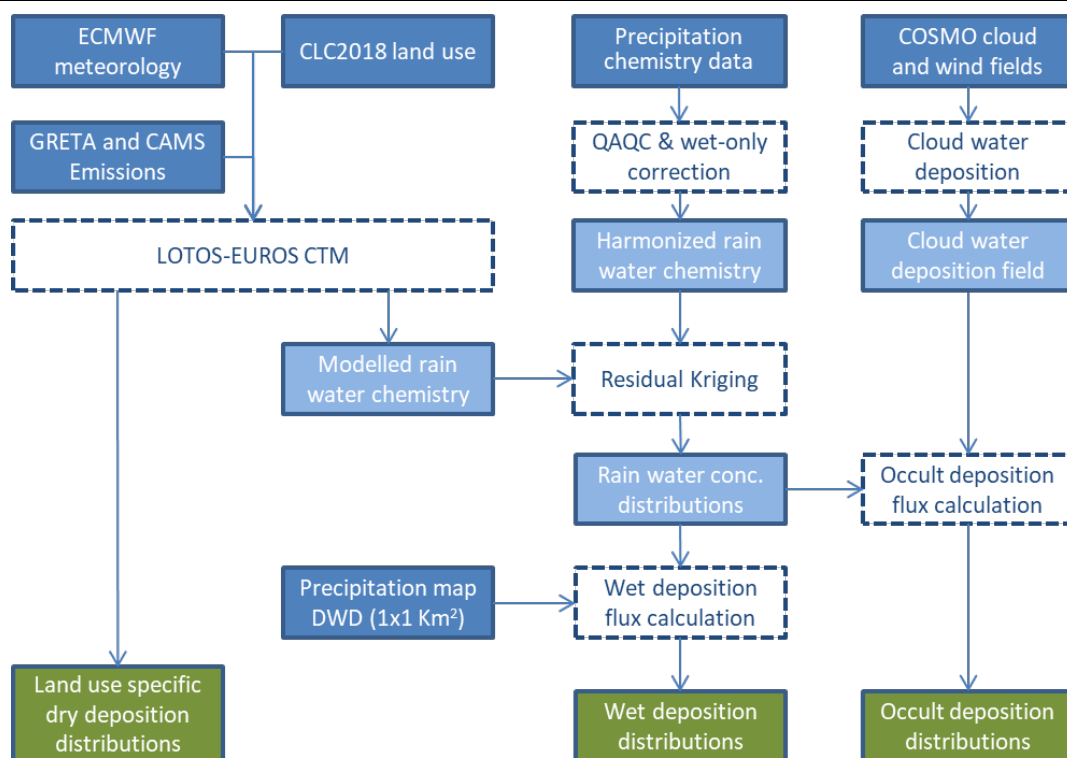 ECMWF
meteorology
CLC2018 land use
Precipitation
chemistry data
COSMO cloud
and wind fields
GRETA and CAMS
Emissions
QAQC & wet-only
correction
Cloud water
deposition
LOTOS-EUROS CTM
Harmonized rain
water chemistry
Cloud water
deposition field
Modelled rain
water chemistry
Residual Kriging
Rain water conc.
distributions
Occult deposition
flux calculation
Precipitation map
DWD (1x1 Km²)
Wet deposition
flux calculation
Land use specific
dry deposition
distributions
Wet deposition
distributions
Occult deposition
distributions